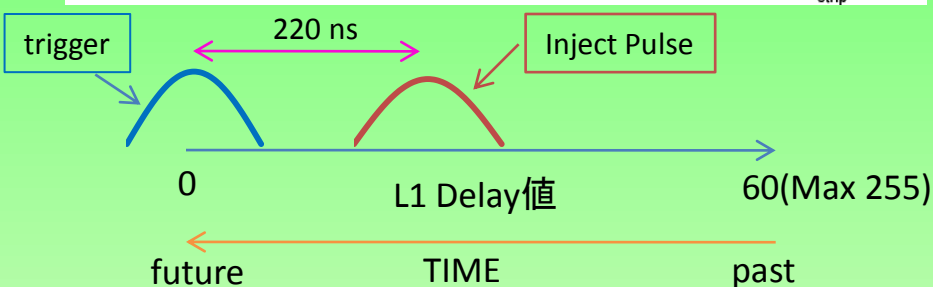 strip
220 ns
trigger
Inject Pulse
0
L1 Delay値
60(Max 255)
future
TIME
past